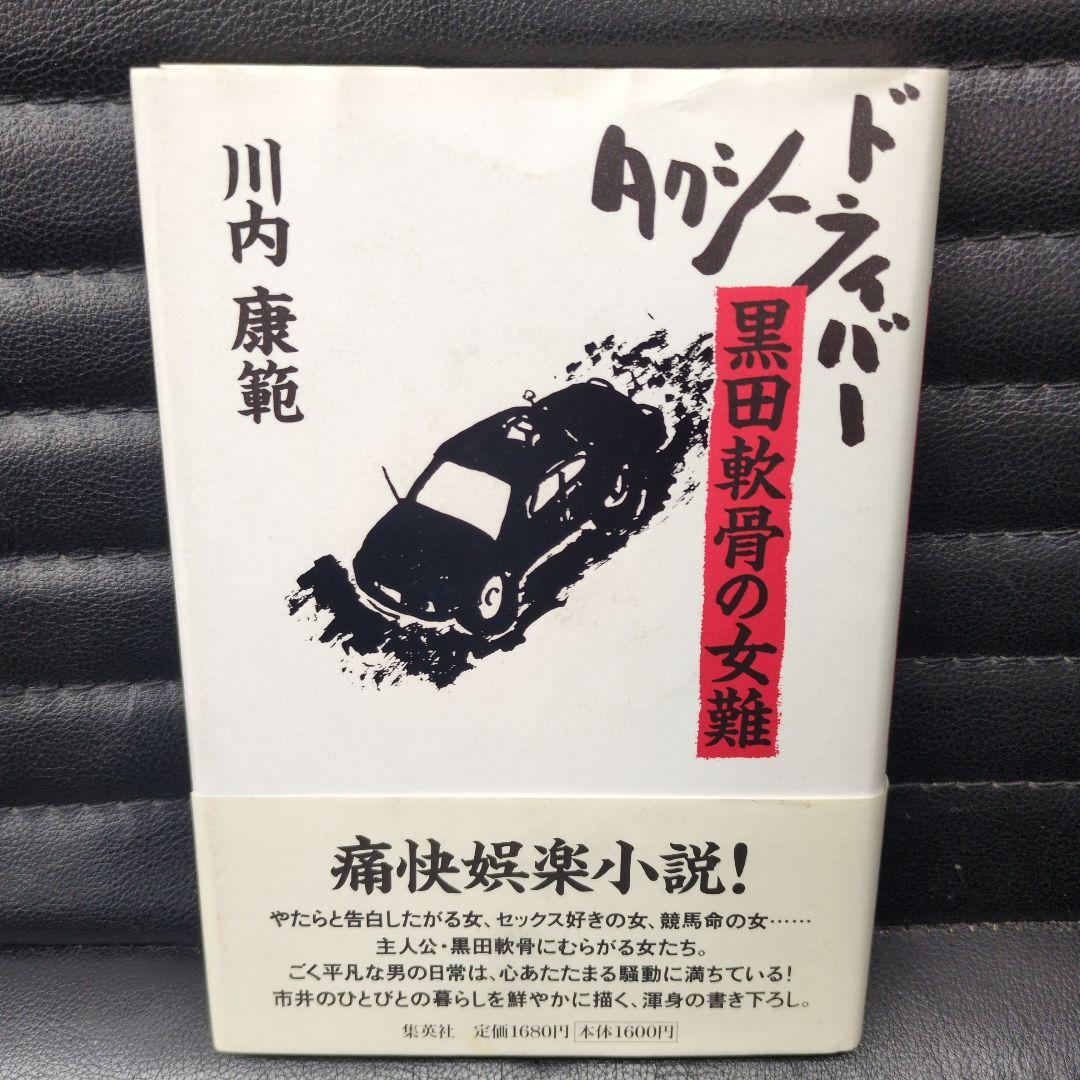 タクシー
ドライバー
黒田軟骨の女難
川内 康範
痛快娯楽小説!
やたらと告白したがる女、セックス好きの女、競馬命の女……
主人公・黒田軟骨にむらがる女たち。
ごく平凡な男の日常は、心あたたまる騒動に満ちている!
市井のひとびとの暮らしを鮮やかに描く、渾身の書き下ろし。
集英社 定価1680円 本体1600円